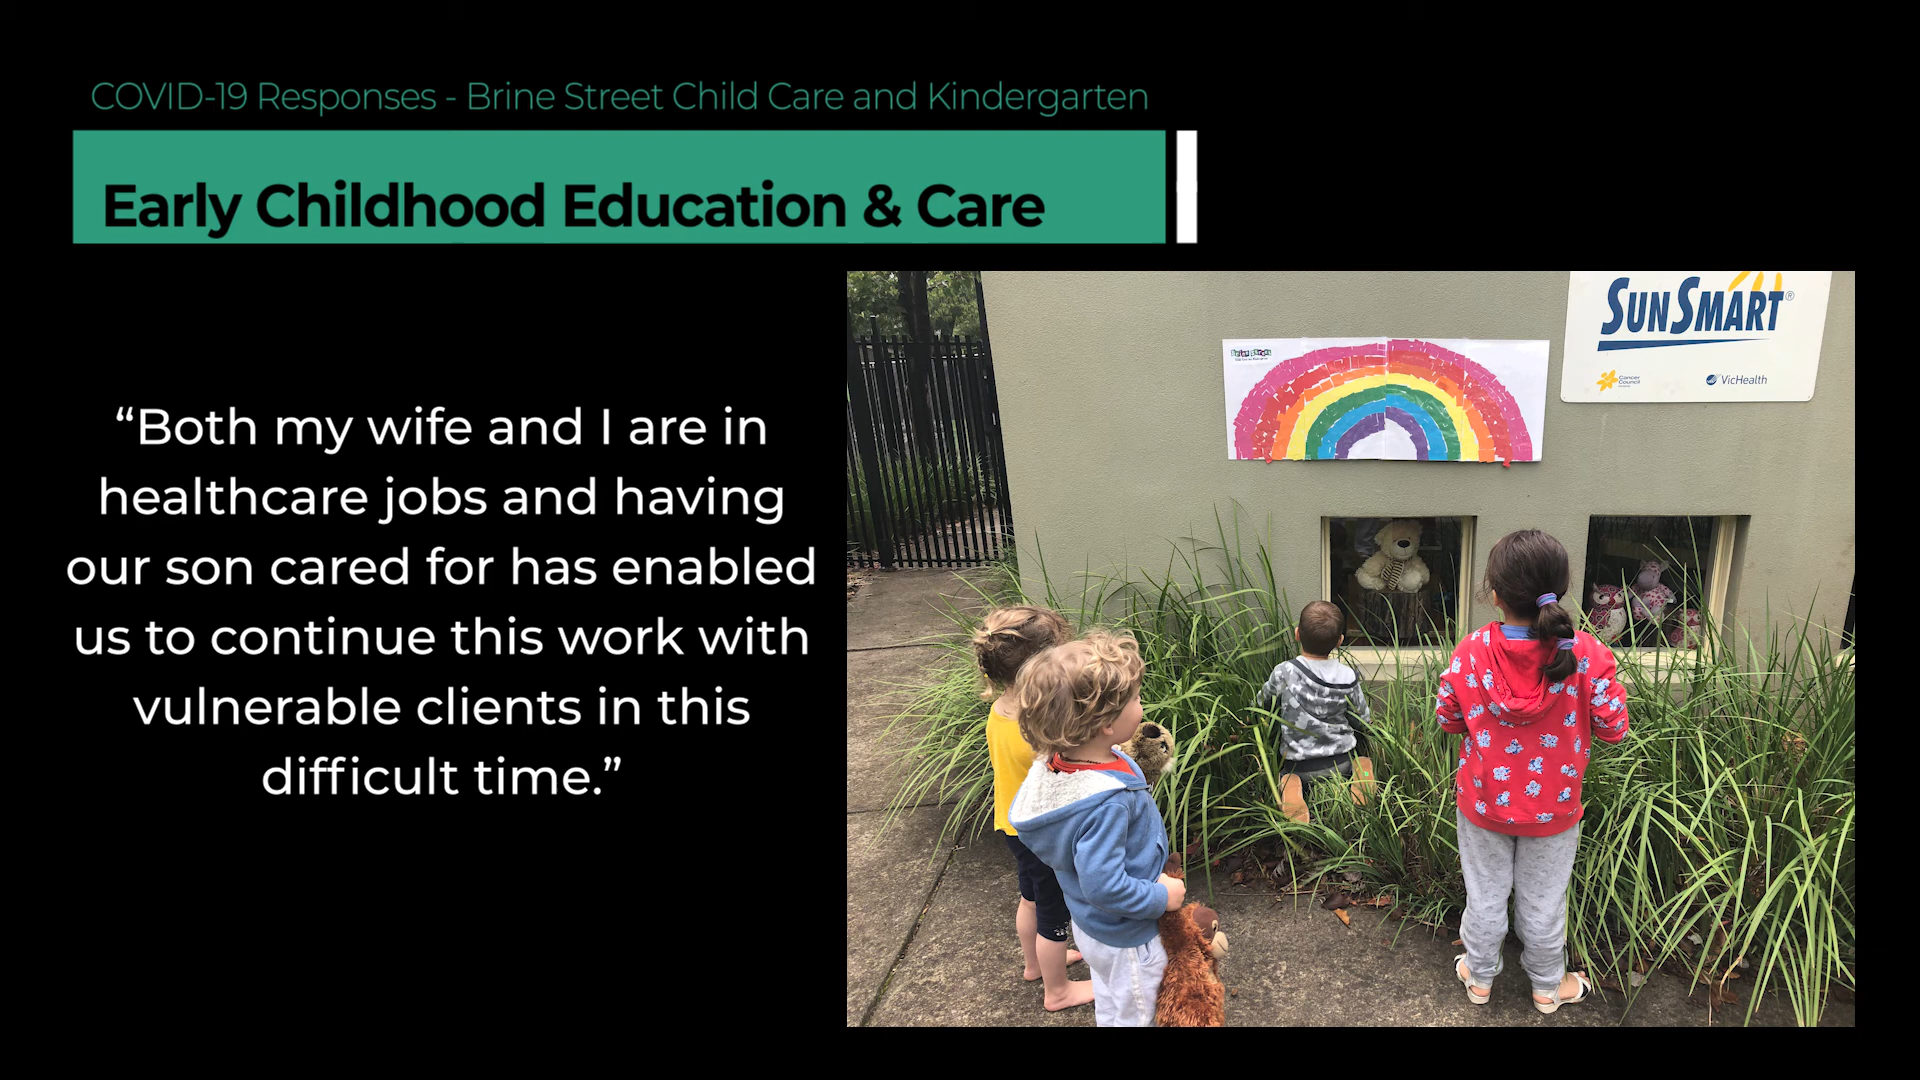 COVID-19 Responses - Brine Street Child Care and Kindergarten
Early Childhood Education & Care
“Both my wife and I are in
healthcare jobs and having
our son cared for has enabled
us to continue this work with
vulnerable clients in this
difficult time.”
SUNSMART®
Cancer
Council
VicHealth
Brine Street